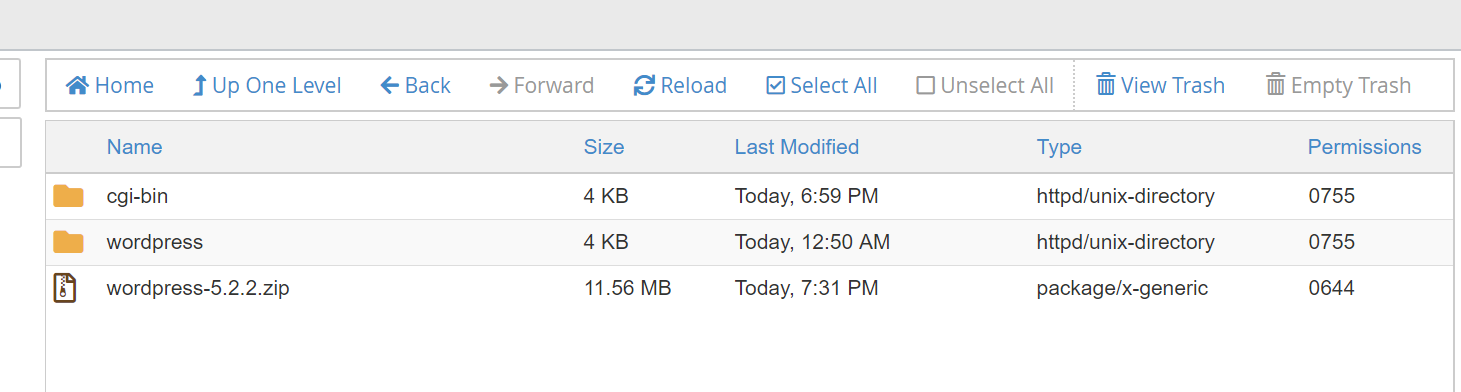 Home Up One Level Back Forward Reload Select All Unselect All View Trash Empty Trash
Name Size Last Modified Type Permissions
cgi-bin 4 KB Today, 6:59 PM httpd/unix-directory 0755
wordpress 4 KB Today, 12:50 AM httpd/unix-directory 0755
wordpress-5.2.2.zip 11.56 MB Today, 7:31 PM package/x-generic 0644